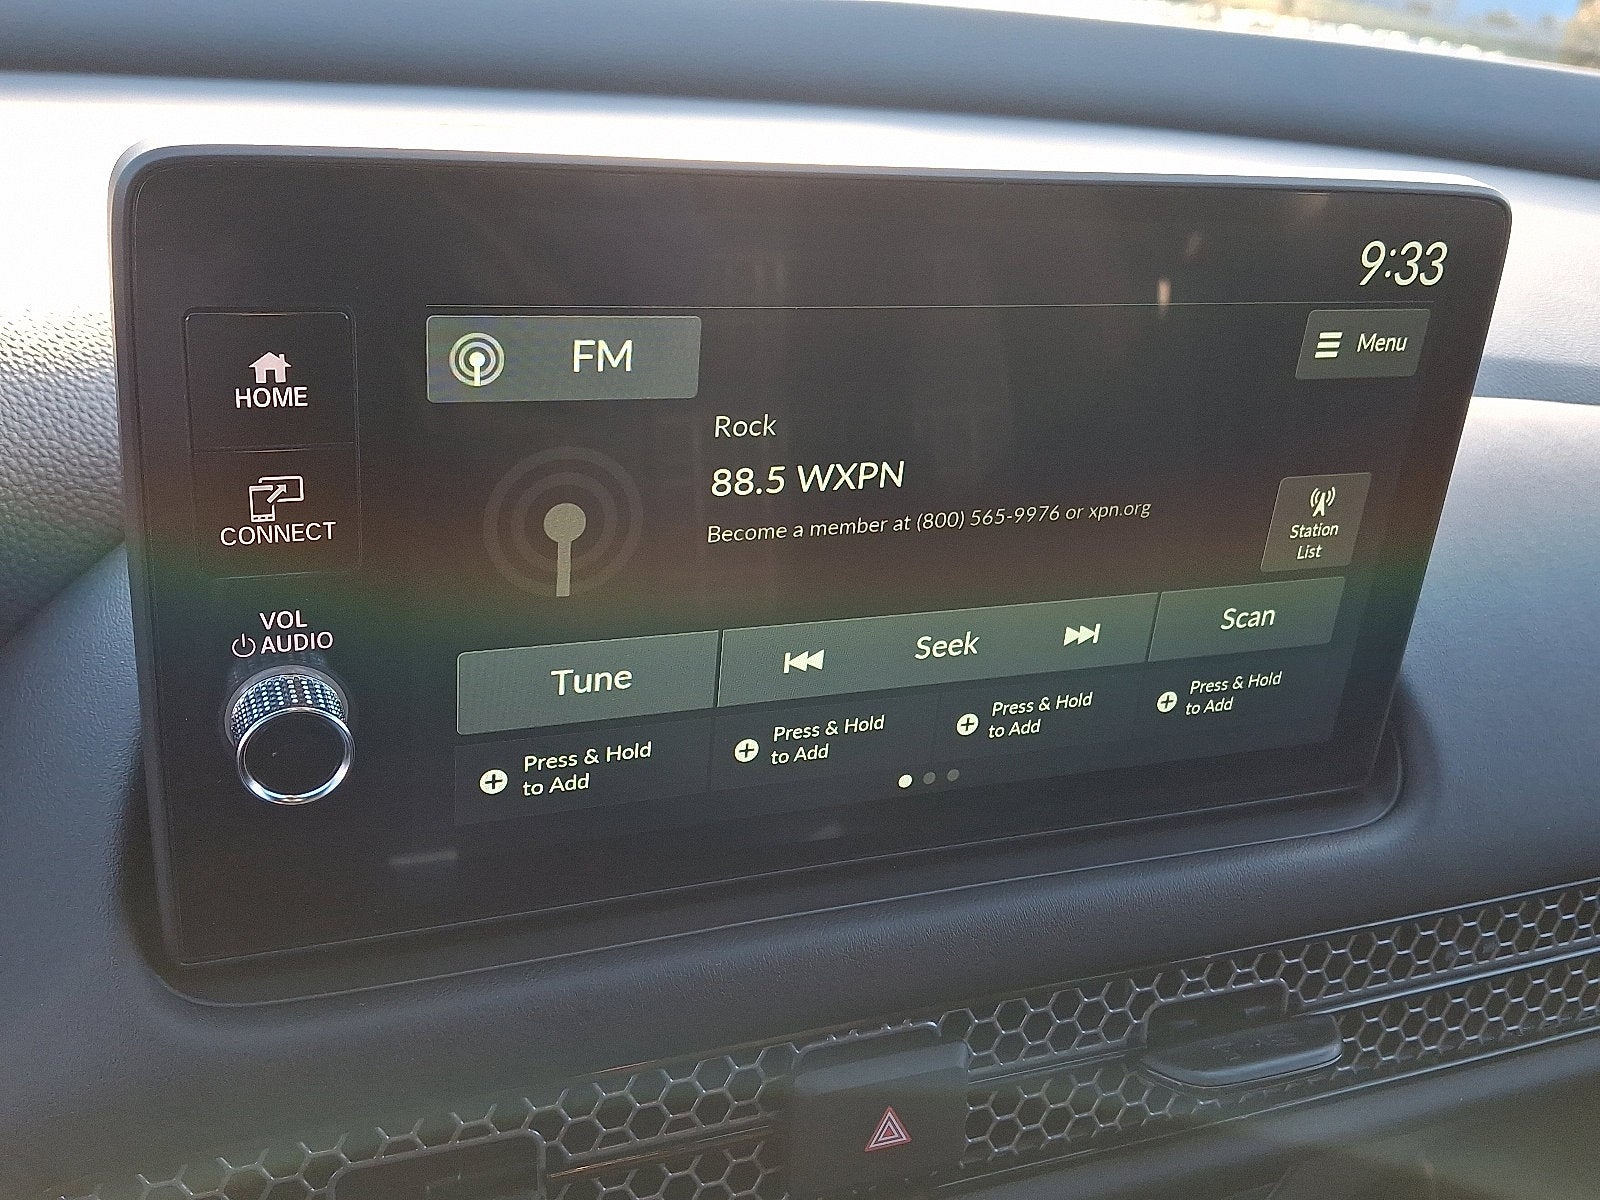 9:33
HOME
CONNECT
VOL
AUDIO
FM
Menu
Rock
88.5 WXPN
Become a member at (800) 565-9976 or xpn.org
Station
List
Tune
Seek
Scan
Press & Hold
to Add
Press & Hold
to Add
Press & Hold
to Add
Press & Hold
to Add